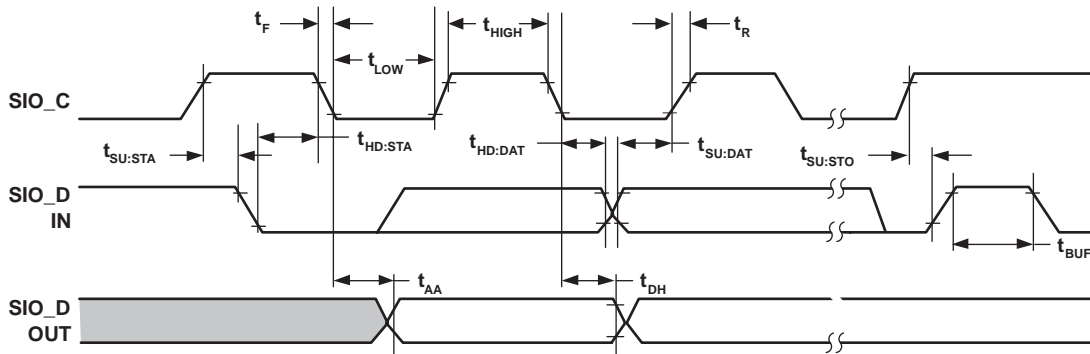 tF
tHIGH
tR
tLOW
SIO_C
tSU:STA
tHD:STA
tHD:DAT
tSU:DAT
tSU:STO
SIO_D
IN
tBUF
tAA
tDH
SIO_D
OUT